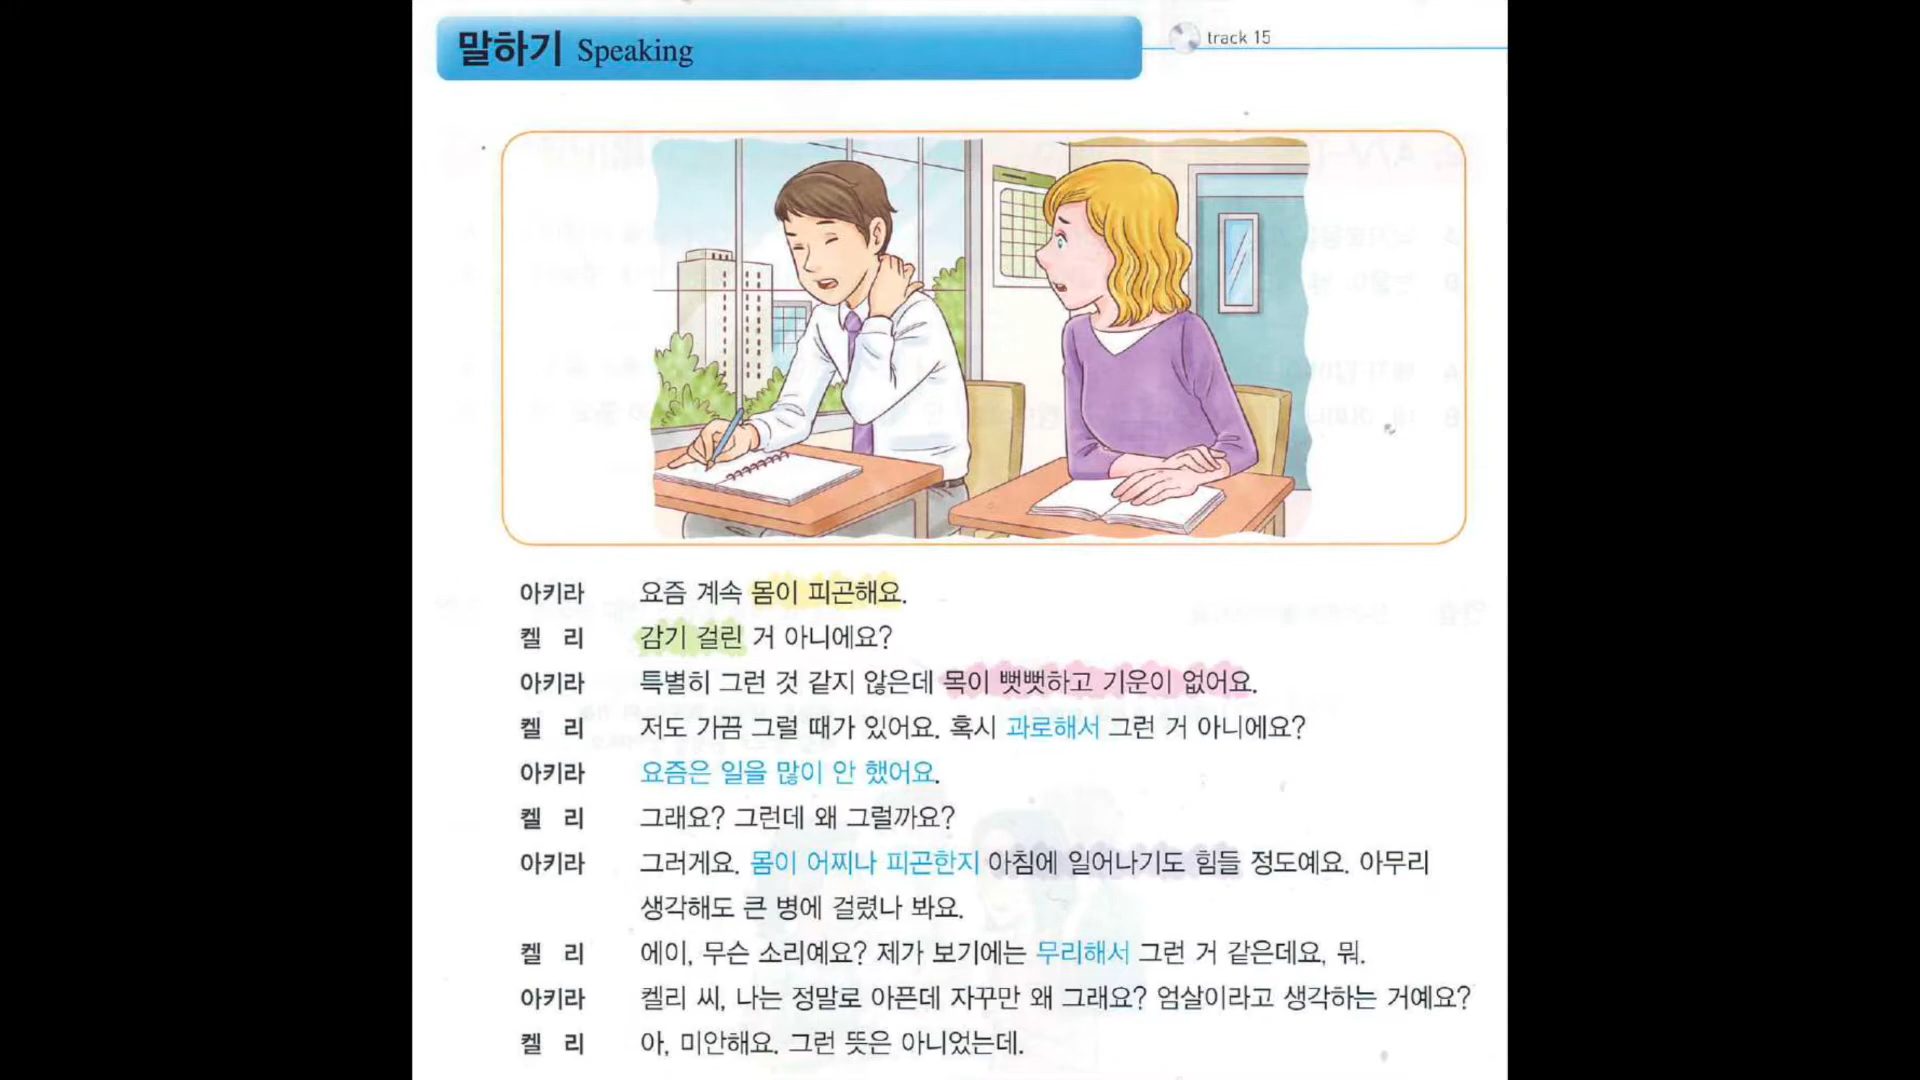 말하기 Speaking
track 15
아키라 요즘 계속 몸이 피곤해요.
켈 리 감기 걸린 거 아니에요?
아키라 특별히 그런 것 같지 않은데 목이 뻣뻣하고 기운이 없어요.
켈 리 저도 가끔 그럴 때가 있어요. 혹시 과로해서 그런 거 아니에요?
아키라 요즘은 일을 많이 안 했어요.
켈 리 그래요? 그런데 왜 그럴까요?
아키라 그러게요. 몸이 어찌나 피곤한지 아침에 일어나기도 힘들 정도예요. 아무리
생각해도 큰 병에 걸렸나 봐요.
켈 리 에이, 무슨 소리예요? 제가 보기에는 무리해서 그런 거 같은데요, 뭐.
아키라 켈리 씨, 나는 정말로 아픈데 자꾸만 왜 그래요? 엄살이라고 생각하는 거예요?
켈 리 아, 미안해요. 그런 뜻은 아니었는데.